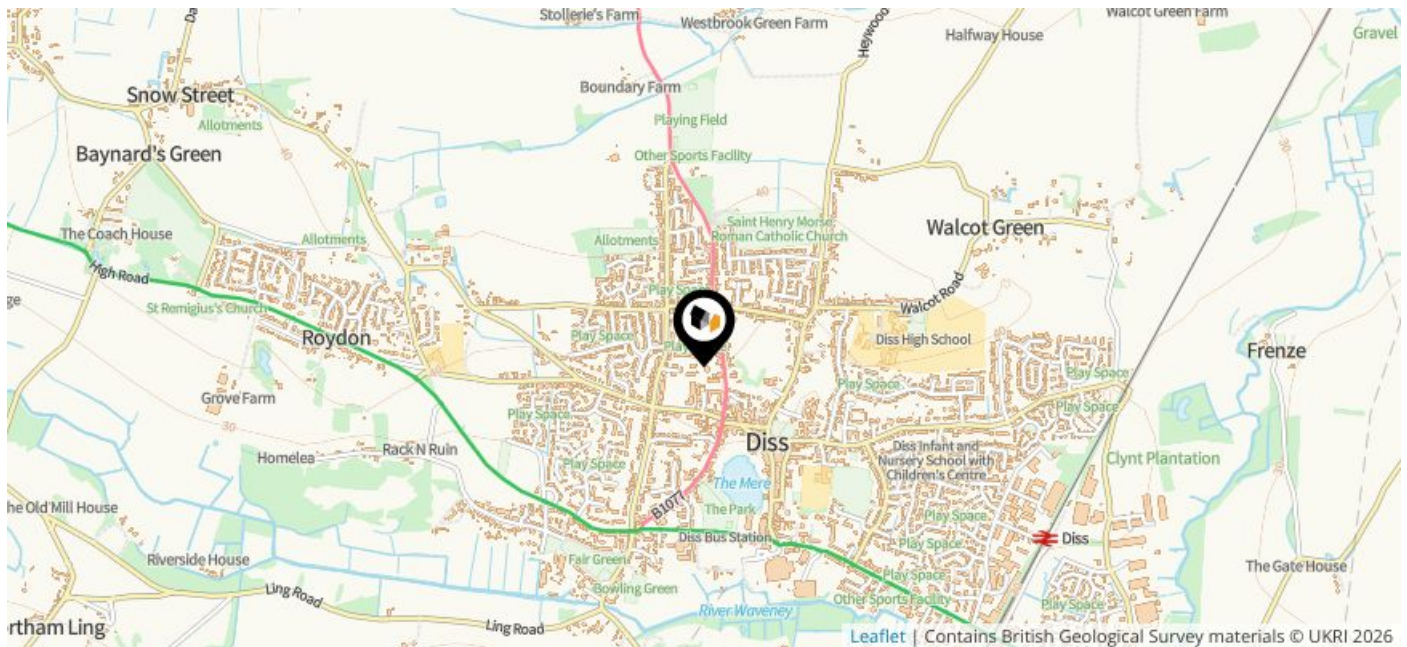 Stollerie's Farm
Westbrook Green Farm
Walcot Green Farm
Halfway House
Gravel
Heywood
Boundary Farm
Snow Street
Allotments
Playing Field
Baynard's Green
Other Sports Facility
The Coach House
Allotments
Allotments
Saint Henry Morse
Roman Catholic Church
Walcot Green
High Road
St Remigius's Church
Play Space
Walcot Road
Roydon
Play Space
Diss High School
Frenze
Grove Farm
Play Space
Play Space
Play Space
Play Space
Homelea
Rack N Ruin
Diss
Diss Infant and
Nursery School with
Children's Centre
Clynt Plantation
Play Space
The Mere
B1077
The Park
Play Space
The Old Mill House
Diss Bus Station
Play Space
Diss
Riverside House
Fair Green
Play Space
The Gate House
Bowling Green
Other Sports Facility
Play Space
Ling Road
River Waveney
Ling Road
rtham Ling
Leaflet | Contains British Geological Survey materials © UKRI 2026